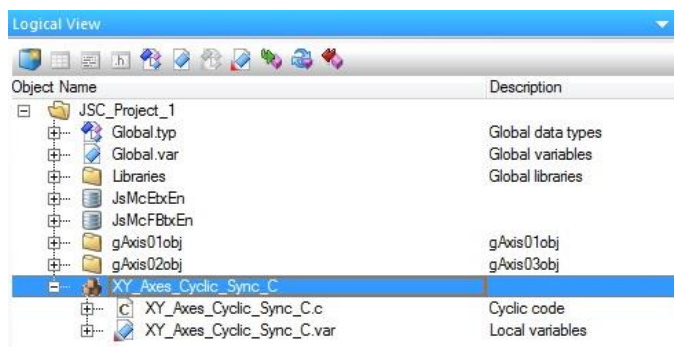 Logical View
Object Name Description
JSC_Project_1
Global.typ Global data types
Global.var Global variables
Libraries Global libraries
JsMcEtxEn
JsMcFBtxEn
gAxis01obj gAxis01obj
gAxis02obj gAxis03obj
XY_Axes_Cyclic_Sync_C
XY_Axes_Cyclic_Sync_C.c Cyclic code
XY_Axes_Cyclic_Sync_C.var Local variables